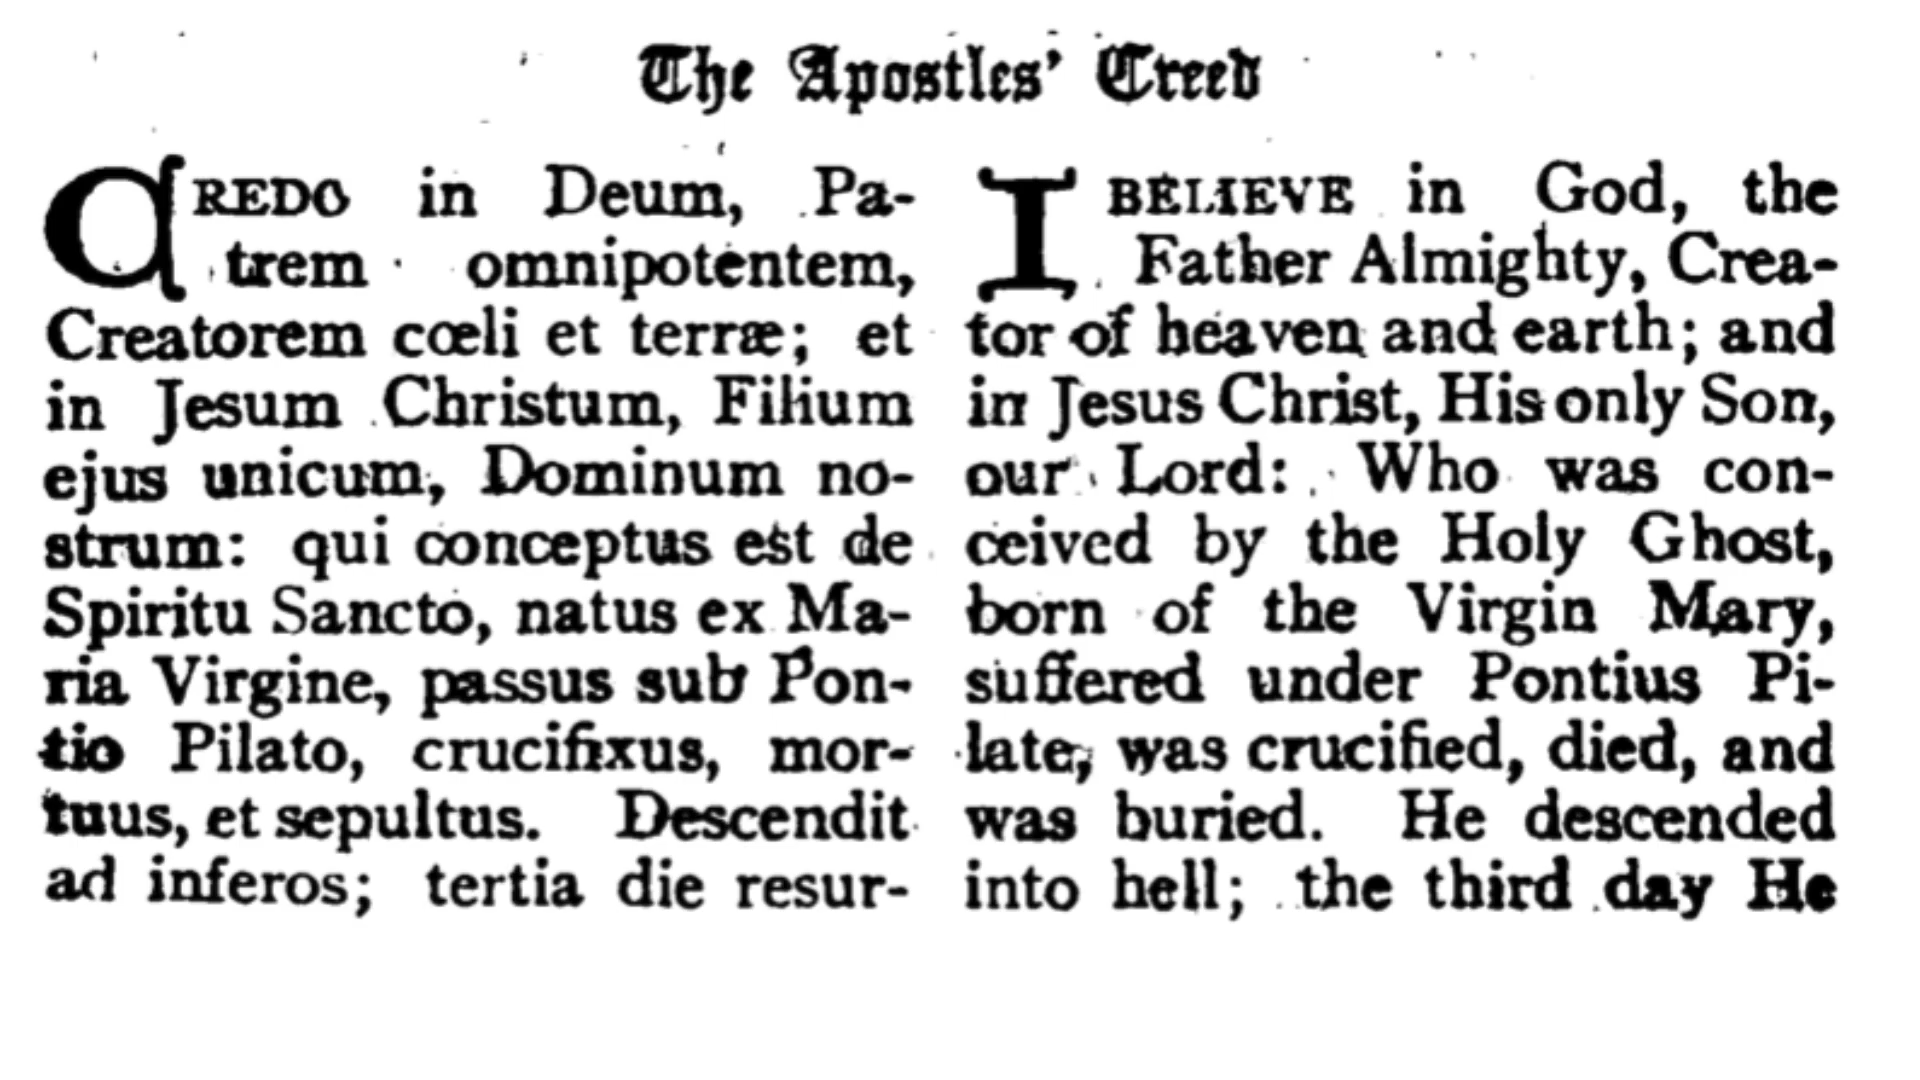 The Apostles' Creed
CREDO in Deum, Pa-
trem omnipotentem,
Creatorem cœli et terræ; et
in Jesum Christum, Filium
ejus unicum, Dominum no-
strum: qui conceptus est de
Spiritu Sancto, natus ex Ma-
ria Virgine, passus sub Pon-
tio Pilato, crucifixus, mor-
tuus, et sepultus. Descendit
ad inferos; tertia die resur-
I BELIEVE in God, the
Father Almighty, Crea-
tor of heaven and earth; and
in Jesus Christ, His only Son,
our Lord: Who was con-
ceived by the Holy Ghost,
born of the Virgin Mary,
suffered under Pontius Pi-
late, was crucified, died, and
was buried. He descended
into hell; the third day He